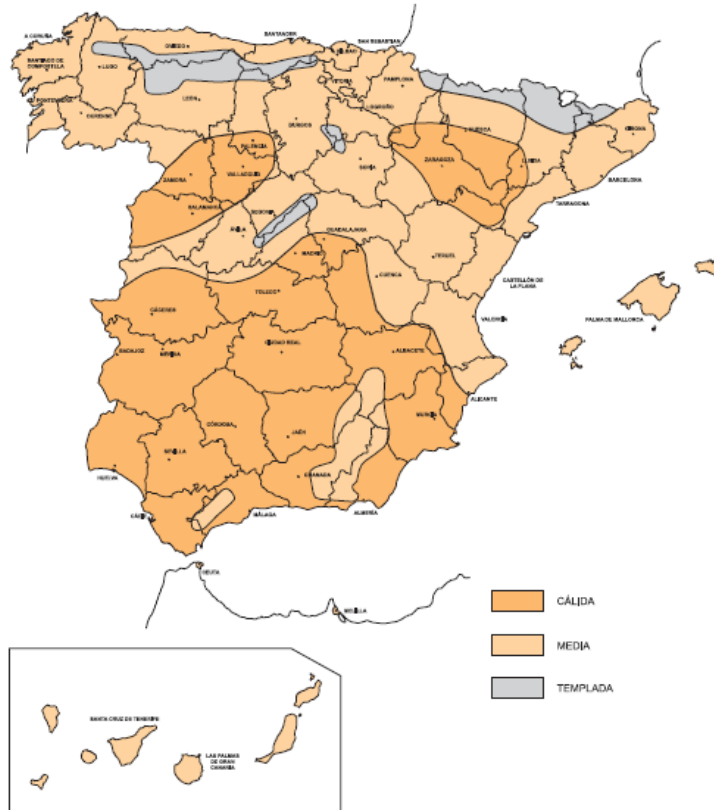 A CORUÑA
OVIEDO
SANTANDER
SAN SEBASTIAN
BILBAO
SANTIAGO DE
COMPOSTELA
LUGO
VITORIA
PAMPLONA
PONTEVEDRA
LEÓN
LOGROÑO
OURENSE
BURGOS
HUESCA
GIRONA
PALENCIA
ZAMORA
VALLADOLID
SORIA
ZARAGOZA
LLEIDA
BARCELONA
SALAMANCA
SEGOVIA
TARRAGONA
ÁVILA
GUADALAJARA
MADRID
TERUEL
CUENCA
CASTELLÓN DE
LA PLANA
TOLEDO
CÁCERES
VALENCIA
PALMA DE MALLORCA
BADAJOZ
MÉRIDA
CIUDAD REAL
ALBACETE
ALICANTE
CÓRDOBA
MURCIA
JAÉN
SEVILLA
HUELVA
GRANADA
CÁDIZ
MÁLAGA
ALMERÍA
CEUTA
MELILLA
CÁLIDA
MEDIA
TEMPLADA
SANTA CRUZ DE TENERIFE
LAS PALMAS
DE GRAN
CANARIA